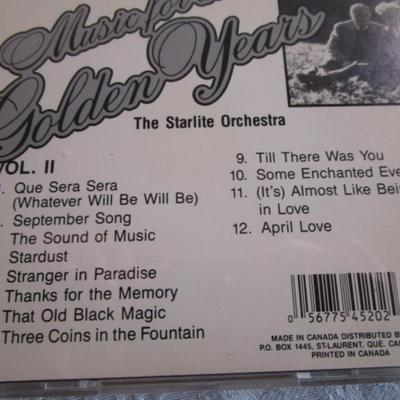 Golden Years
The Starlite Orchestra
VOL. II
Que Sera Sera
(Whatever Will Be Will Be)
September Song
The Sound of Music
Stardust
Stranger in Paradise
Thanks for the Memory
That Old Black Magic
Three Coins in the Fountain
9. Till There Was You
10. Some Enchanted Eve
11. (It's) Almost Like Bei
in Love
12. April Love
0 56775 45202
MADE IN CANADA DISTRIBUTED B
P.O. BOX 1445, ST-LAURENT, QUE. CA
PRINTED IN CANADA